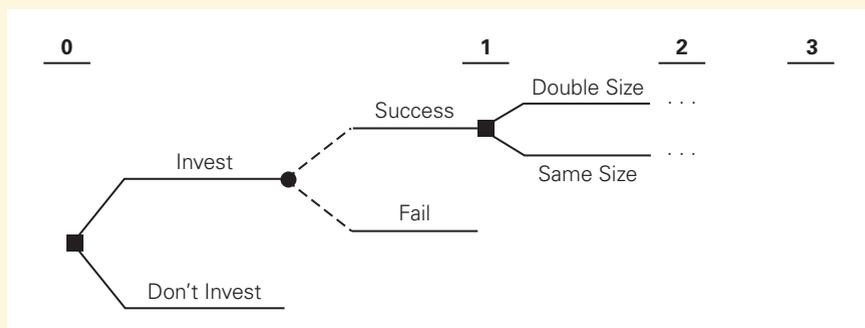 0 1 2 3
Double Size
Success
. . .
Invest
. . .
Same Size
Fail
Don't Invest